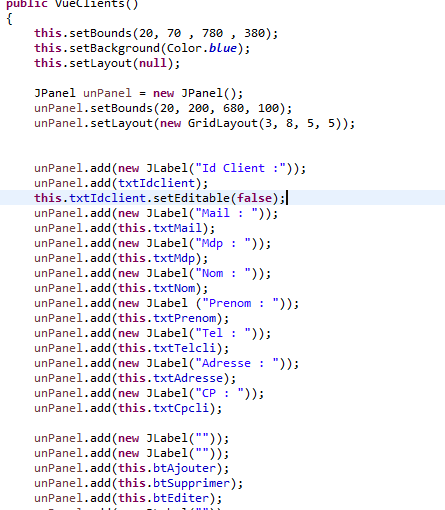 public VueClients()
{
this.setBounds(20, 70 , 780 , 380);
this.setBackground(Color.blue);
this.setLayout(null);
JPanel unPanel = new JPanel();
unPanel.setBounds(20, 200, 680, 100);
unPanel.setLayout(new GridLayout(3, 8, 5, 5));
unPanel.add(new JLabel("Id Client :"));
unPanel.add(txtIdclient);
this.txtIdclient.setEditable(false);
unPanel.add(new JLabel("Mail : "));
unPanel.add(this.txtMail);
unPanel.add(new JLabel("Mdp : "));
unPanel.add(this.txtMdp);
unPanel.add(new JLabel("Nom : "));
unPanel.add(this.txtNom);
unPanel.add(new JLabel ("Prenom : "));
unPanel.add(this.txtPrenom);
unPanel.add(new JLabel("Tel : "));
unPanel.add(this.txtTelcli);
unPanel.add(new JLabel("Adresse : "));
unPanel.add(this.txtAdresse);
unPanel.add(new JLabel("CP : "));
unPanel.add(this.txtCpcli);
unPanel.add(new JLabel(""));
unPanel.add(new JLabel(""));
unPanel.add(this.btAjouter);
unPanel.add(this.btSupprimer);
unPanel.add(this.btEditer);